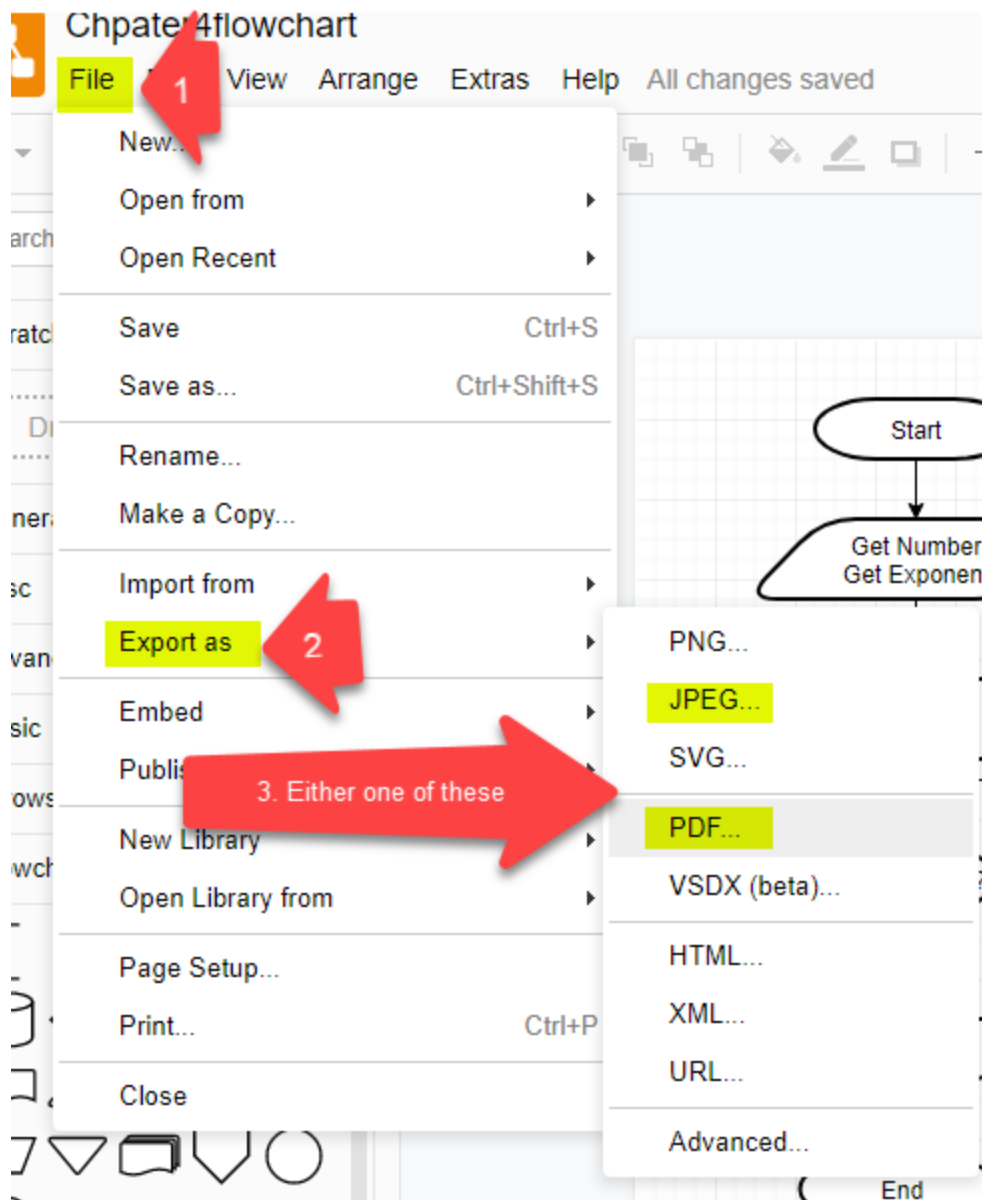 Chpater4flowchart
File View Arrange Extras Help All changes saved
1
New...
Open from
Open Recent
Save Ctrl+S
Save as... Ctrl+Shift+S
Rename...
Make a Copy...
Import from
Export as
2
Embed
3. Either one of these
New Library
Open Library from
Page Setup...
Print... Ctrl+P
Close
PNG...
JPEG...
SVG...
PDF...
VSDX (beta)...
HTML...
XML...
URL...
Advanced...
Start
Get Number
Get Exponen
End